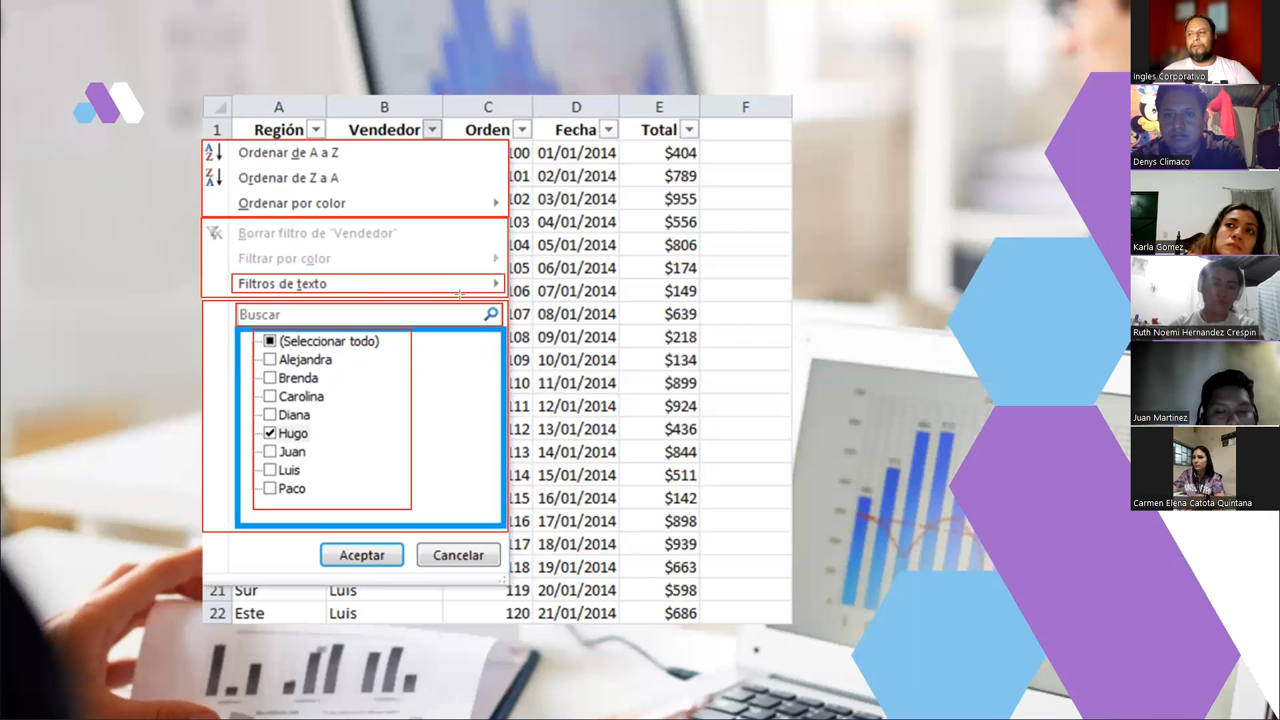 A B C D E F
1 Región Vendedor Orden Fecha Total
Ordenar de A a Z 100 01/01/2014 $404
Ordenar de Z a A 101 02/01/2014 $789
Ordenar por color 102 03/01/2014 $955
103 04/01/2014 $556
Borrar filtro de "Vendedor" 104 05/01/2014 $806
Filtrar por color 105 06/01/2014 $174
Filtros de texto 106 07/01/2014 $149
Buscar 107 08/01/2014 $639
(Seleccionar todo) 108 09/01/2014 $218
Alejandra 109 10/01/2014 $134
Brenda 110 11/01/2014 $899
Carolina 111 12/01/2014 $924
Diana 112 13/01/2014 $436
Hugo 113 14/01/2014 $844
Juan 114 15/01/2014 $511
Luis 115 16/01/2014 $142
Paco 116 17/01/2014 $898
117 18/01/2014 $939
Aceptar Cancelar 118 19/01/2014 $663
21 Sur Luis 119 20/01/2014 $598
22 Este Luis 120 21/01/2014 $686
Ingles Corporativo
Denys Climaco
Karla Gomez
Ruth Noemi Hernandez Crespin
Juan Martinez
Carmen Elena Catota Quintana